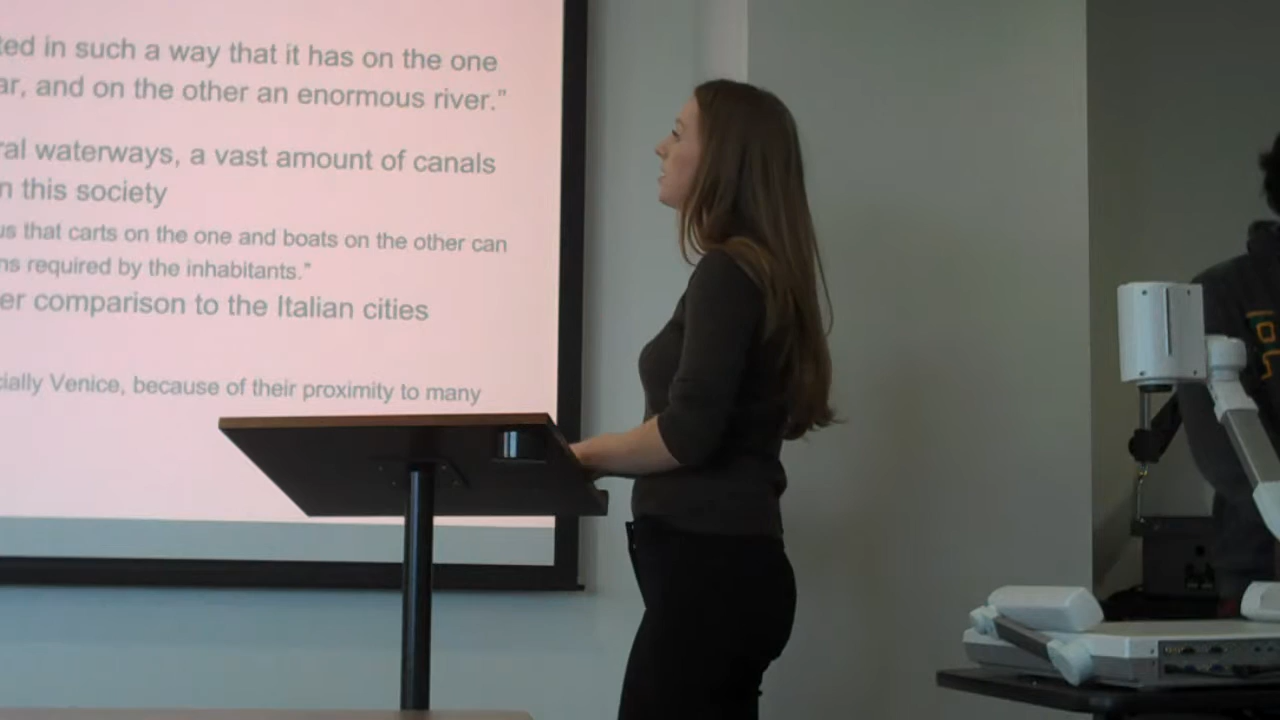 ted in such a way that it has on the one
ar, and on the other an enormous river."
ral waterways, a vast amount of canals
n this society
us that carts on the one and boats on the other can
ns required by the inhabitants."
er comparison to the Italian cities
cially Venice, because of their proximity to many